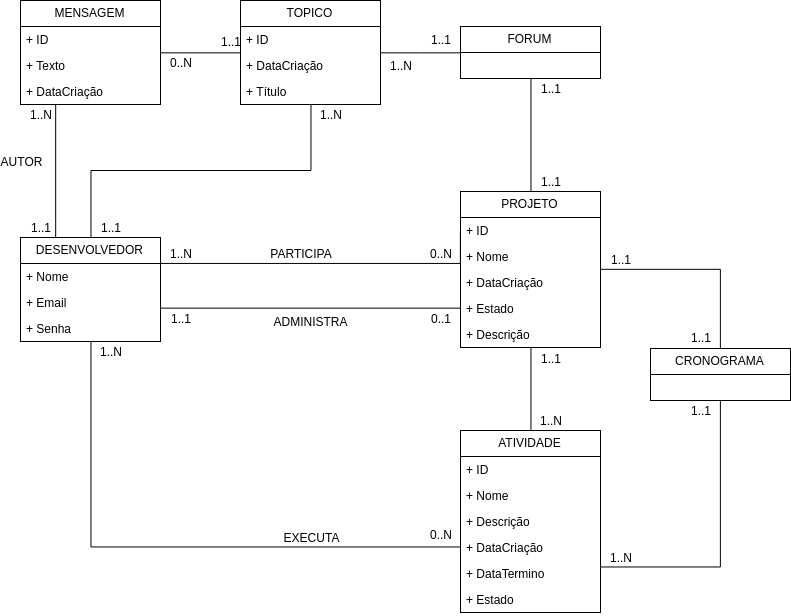 MENSAGEM
+ ID
+ Texto
+ DataCriação
TOPICO
+ ID
+ DataCriação
+ Título
FORUM
0..N
1..1
1..N
1..1
1..N
AUTOR
1..1
1..N
1..1
1..1
1..1
DESENVOLVEDOR
+ Nome
+ Email
+ Senha
PROJETO
+ ID
+ Nome
+ DataCriação
+ Estado
+ Descrição
1..N
PARTICIPA
0..N
1..1
ADMINISTRA
0..1
1..1
1..1
CRONOGRAMA
1..1
1..N
1..1
1..N
ATIVIDADE
+ ID
+ Nome
+ Descrição
+ DataCriação
+ DataTermino
+ Estado
1..N
EXECUTA
0..N
1..N